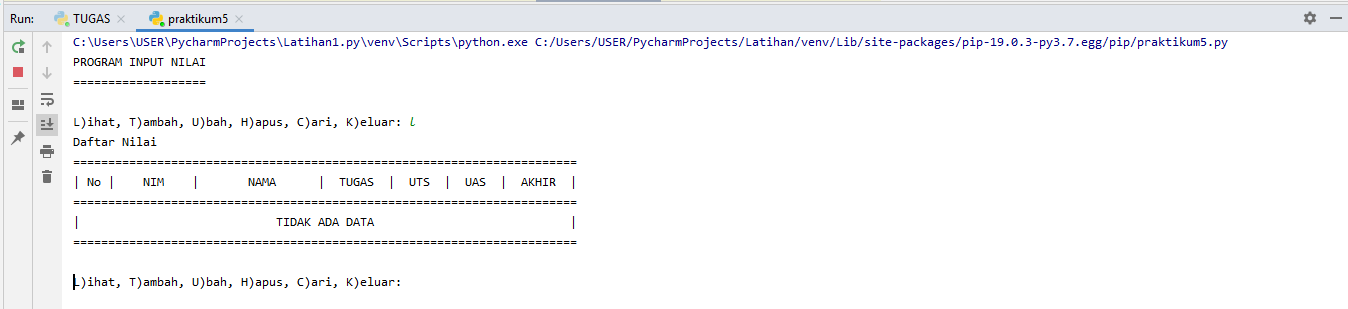 Run: TUGAS × praktikum5 ×
C:\Users\USER\PycharmProjects\Latihan1.py\venv\Scripts\python.exe C:/Users/USER/PycharmProjects/Latihan/venv/Lib/site-packages/pip-19.0.3-py3.7.egg/pip/praktikum5.py
PROGRAM INPUT NILAI
===================
L)ihat, T)ambah, U)bah, H)apus, C)ari, K)eluar: l
Daftar Nilai
========================================================================
| No |    NIM    |       NAMA      |  TUGAS  |  UTS  |  UAS  |  AKHIR  |
========================================================================
|                            TIDAK ADA DATA                            |
========================================================================
L)ihat, T)ambah, U)bah, H)apus, C)ari, K)eluar: